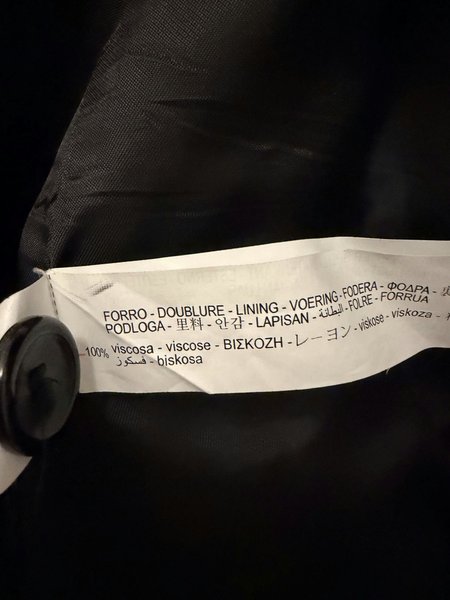 FORRO - DOUBLURE - LINING - VOERING - FODERA - ΦΟΔΡΑ -
PODLOGA - 里料 - 안감 - LAPISAN - البطانة - FOLRE - FORRUA
100% viscosa - viscose - ΒΙΣΚΟΖΗ - レーヨン - viskose - viskoza -
فسكوز - biskosa